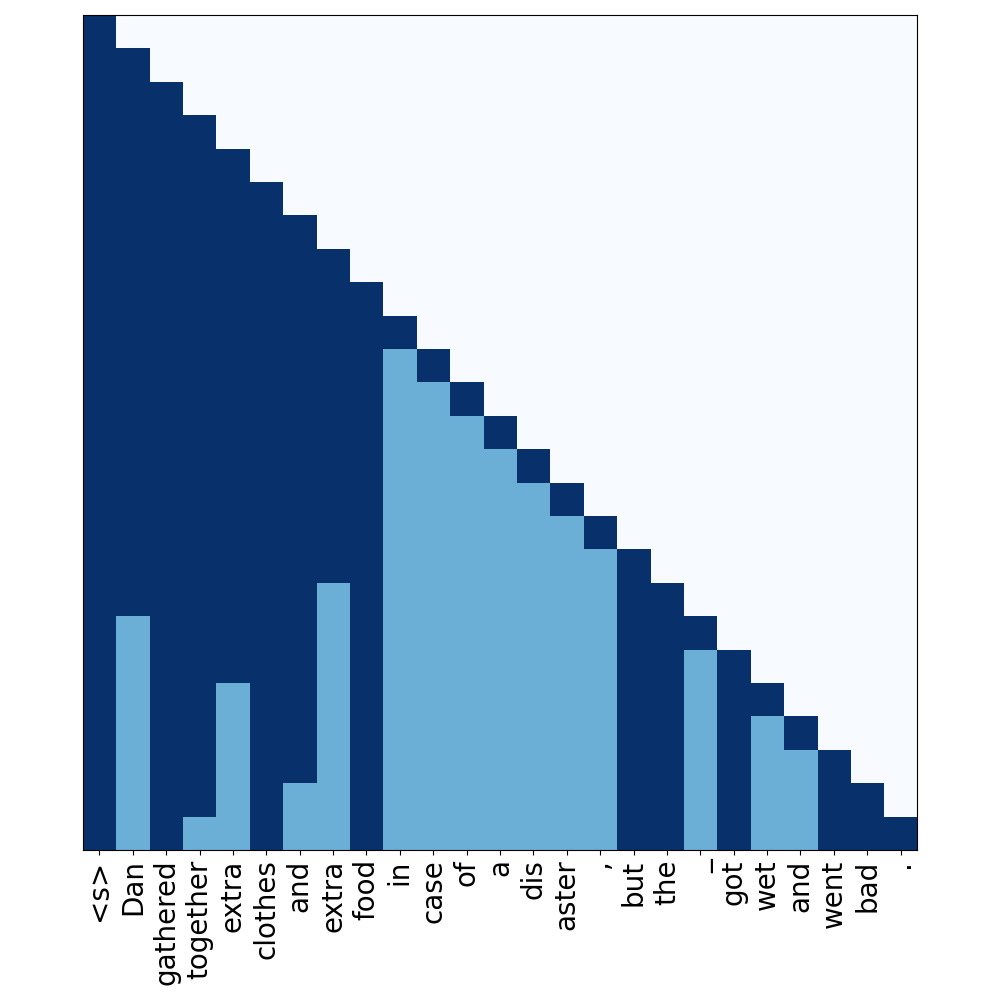 <s> Dan gathered together extra clothes and extra food in case of a dis aster , but the _ got wet and went bad .